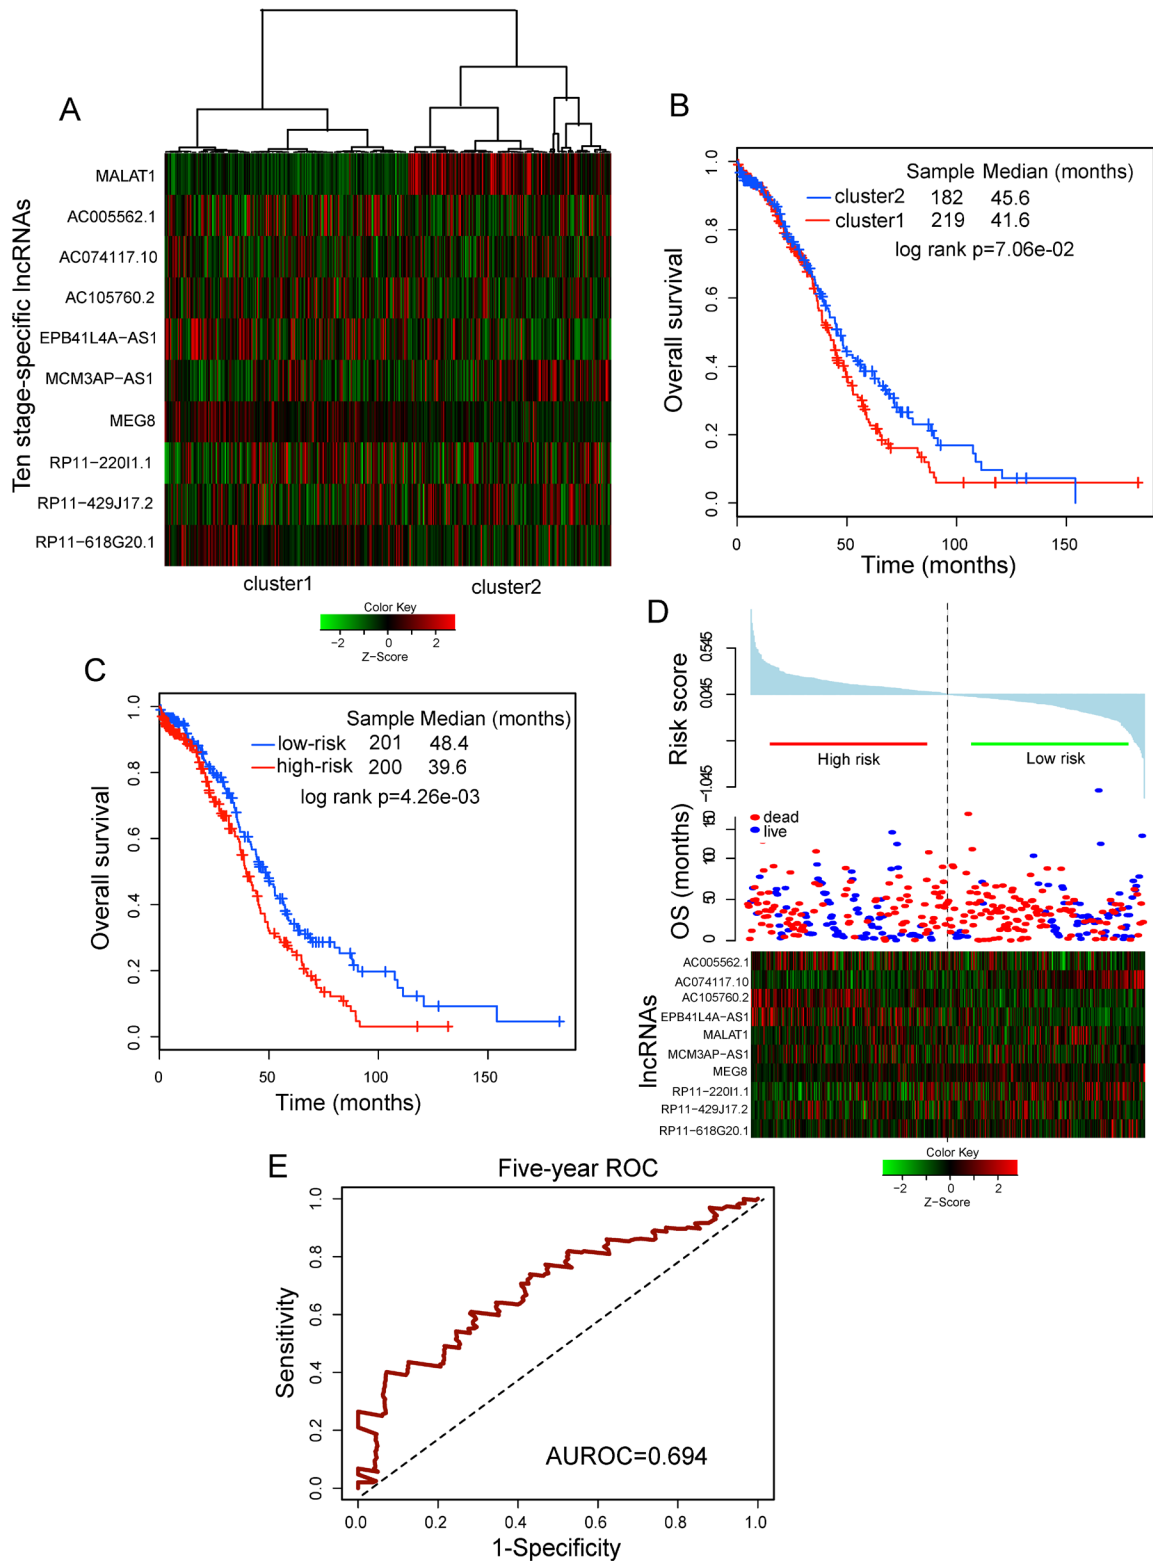 A
Ten stage-specific lncRNAs
MALAT1
AC005562.1
AC074117.10
AC105760.2
EPB41L4A-AS1
MCM3AP-AS1
MEG8
RP11-220I1.1
RP11-429J17.2
RP11-618G20.1
cluster1 cluster2
Color Key
-2 0 2
Z-Score
B
Overall survival
1.0
0.8
0.6
0.4
0.2
0.0
Sample Median (months)
cluster2 182 45.6
cluster1 219 41.6
log rank p=7.06e-02
0 50 100 150
Time (months)
C
Overall survival
1.0
0.8
0.6
0.4
0.2
0.0
Sample Median (months)
low-risk 201 48.4
high-risk 200 39.6
log rank p=4.26e-03
0 50 100 150
Time (months)
D
Risk score
0.545
0.045
-1.045
High risk Low risk
OS (months)
150
100
50
0
dead
live
lncRNAs
AC005562.1
AC074117.10
AC105760.2
EPB41L4A-AS1
MALAT1
MCM3AP-AS1
MEG8
RP11-220I1.1
RP11-429J17.2
RP11-618G20.1
Color Key
-2 0 2
Z-Score
E
Five-year ROC
Sensitivity
1.0
0.8
0.6
0.4
0.2
0.0
AUROC=0.694
0.0 0.2 0.4 0.6 0.8 1.0
1-Specificity